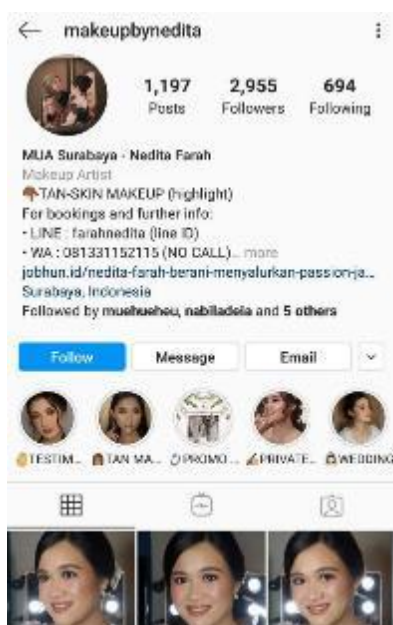 makeupbynedita
1,197 2,955 694
Posts Followers Following
MUA Surabaya - Nedita Farah
Makeup Artist
TAN-SKIN MAKEUP (highlight)
For bookings and further info:
- LINE : farahnedita (line ID)
- WA : 081331152115 (NO CALL)... more
jobhun.id/nedita-farah-berani-menyalurkan-passion-ja...
Surabaya, Indonesia
Followed by muehueheu, nabiladeia and 5 others
Follow Message Email
TESTIM... TAN MA... PROMO ... PRIVATE... WEDDING